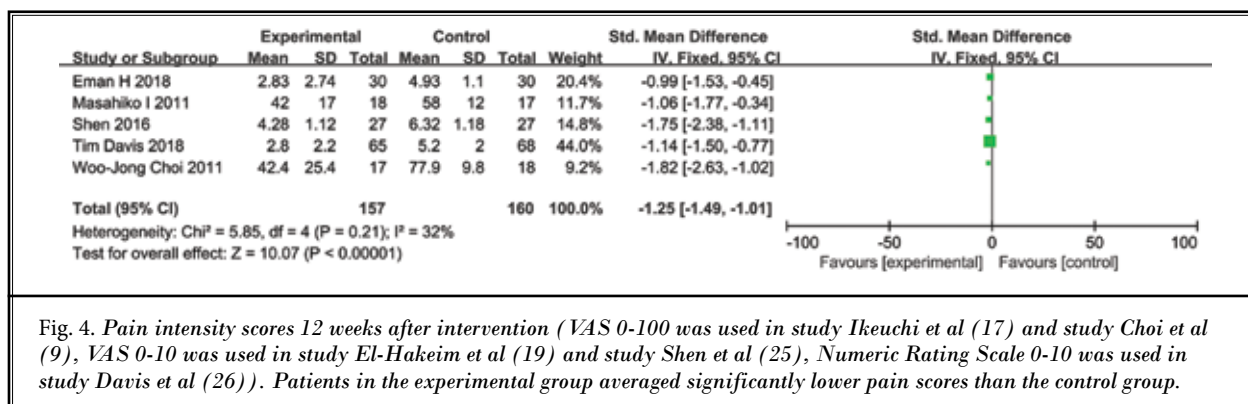 Experimental Control Std. Mean Difference Std. Mean Difference
Study or Subgroup Mean SD Total Mean SD Total Weight IV, Fixed, 95% CI IV, Fixed, 95% CI
Eman H 2018 2.83 2.74 30 4.93 1.1 30 20.4% -0.99 [-1.53, -0.45]
Masahiko I 2011 42 17 18 58 12 17 11.7% -1.06 [-1.77, -0.34]
Shen 2016 4.28 1.12 27 6.32 1.18 27 14.8% -1.75 [-2.38, -1.11]
Tim Davis 2018 2.8 2.2 65 5.2 2 68 44.0% -1.14 [-1.50, -0.77]
Woo-Jong Choi 2011 42.4 25.4 17 77.9 9.8 18 9.2% -1.82 [-2.63, -1.02]
Total (95% CI) 157 160 100.0% -1.25 [-1.49, -1.01]
Heterogeneity: Chi² = 5.85, df = 4 (P = 0.21); I² = 32%
Test for overall effect: Z = 10.07 (P < 0.00001)
-100 -50 0 50 100
Favours [experimental] Favours [control]
Fig. 4. Pain intensity scores 12 weeks after intervention (VAS 0-100 was used in study Ikeuchi et al (17) and study Choi et al
(9), VAS 0-10 was used in study El-Hakeim et al (19) and study Shen et al (25), Numeric Rating Scale 0-10 was used in
study Davis et al (26)). Patients in the experimental group averaged significantly lower pain scores than the control group.